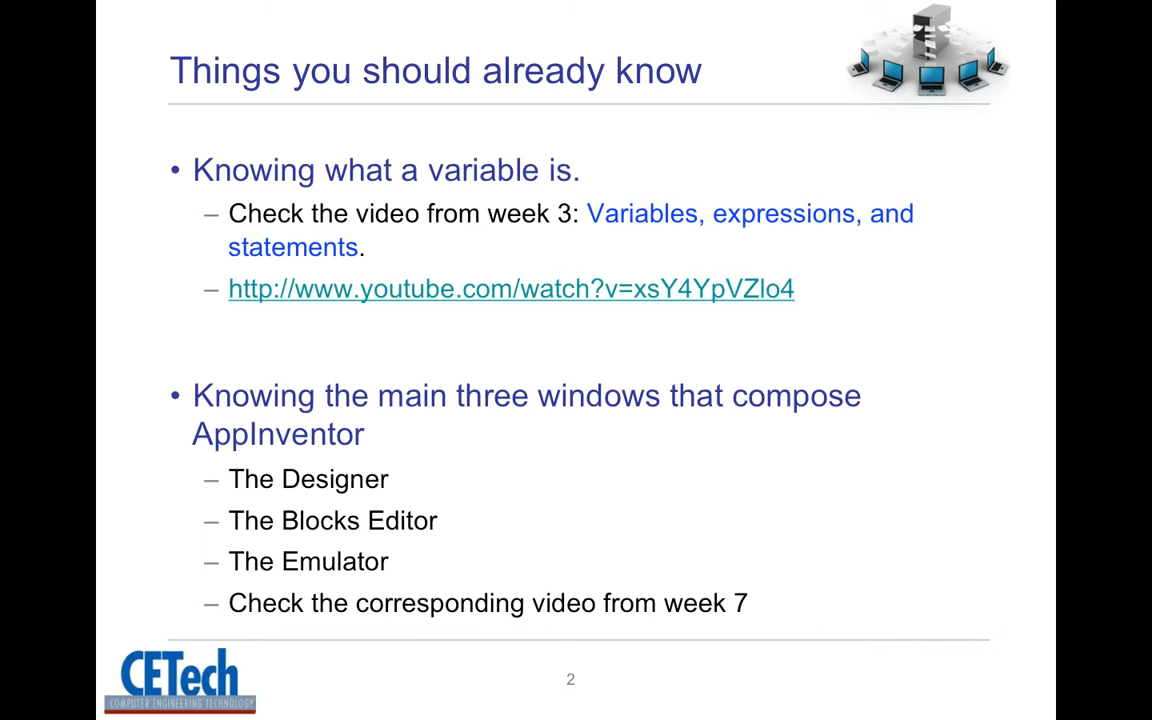 Things you should already know
• Knowing what a variable is.
– Check the video from week 3: Variables, expressions, and
statements.
– http://www.youtube.com/watch?v=xsY4YpVZlo4
• Knowing the main three windows that compose
AppInventor
– The Designer
– The Blocks Editor
– The Emulator
– Check the corresponding video from week 7
CETech
COMPUTER ENGINEERING TECHNOLOGY
2